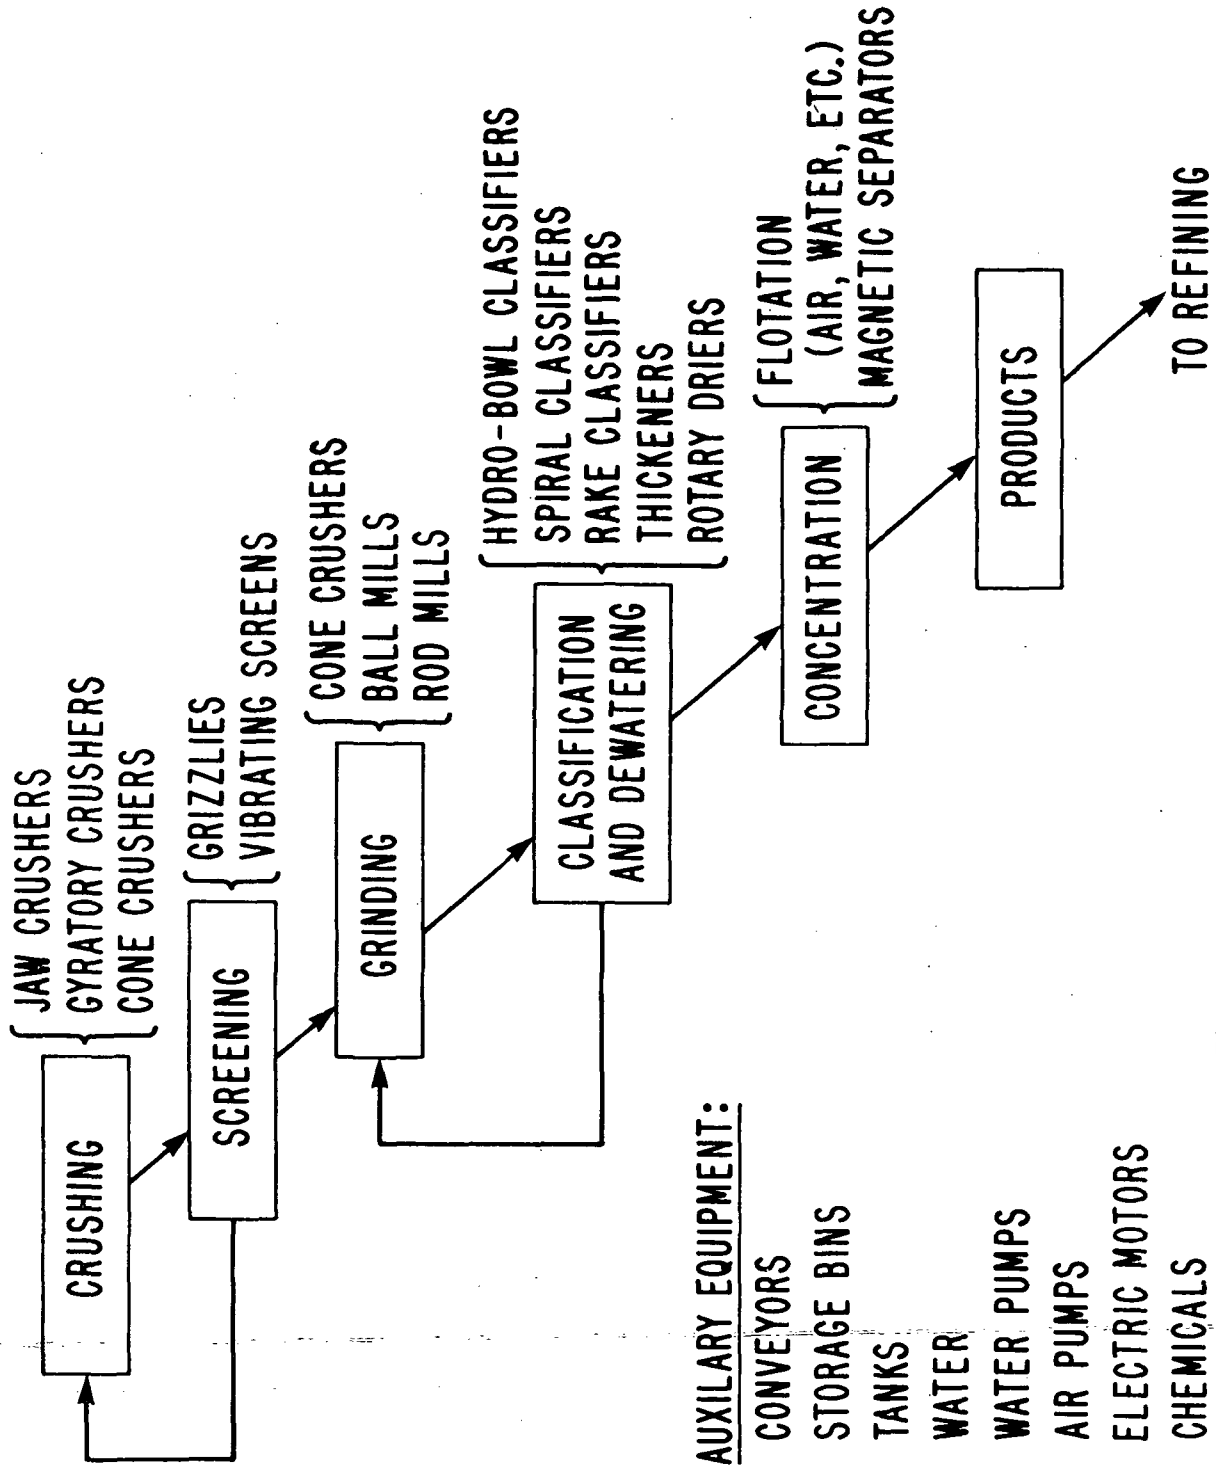 CRUSHING
JAW CRUSHERS
GYRATORY CRUSHERS
CONE CRUSHERS
SCREENING
GRIZZLIES
VIBRATING SCREENS
GRINDING
CONE CRUSHERS
BALL MILLS
ROD MILLS
CLASSIFICATION
AND DEWATERING
HYDRO-BOWL CLASSIFIERS
SPIRAL CLASSIFIERS
RAKE CLASSIFIERS
THICKENERS
ROTARY DRIERS
CONCENTRATION
FLOTATION
(AIR, WATER, ETC.)
MAGNETIC SEPARATORS
PRODUCTS
TO REFINING
AUXILARY EQUIPMENT:
CONVEYORS
STORAGE BINS
TANKS
WATER
WATER PUMPS
AIR PUMPS
ELECTRIC MOTORS
CHEMICALS